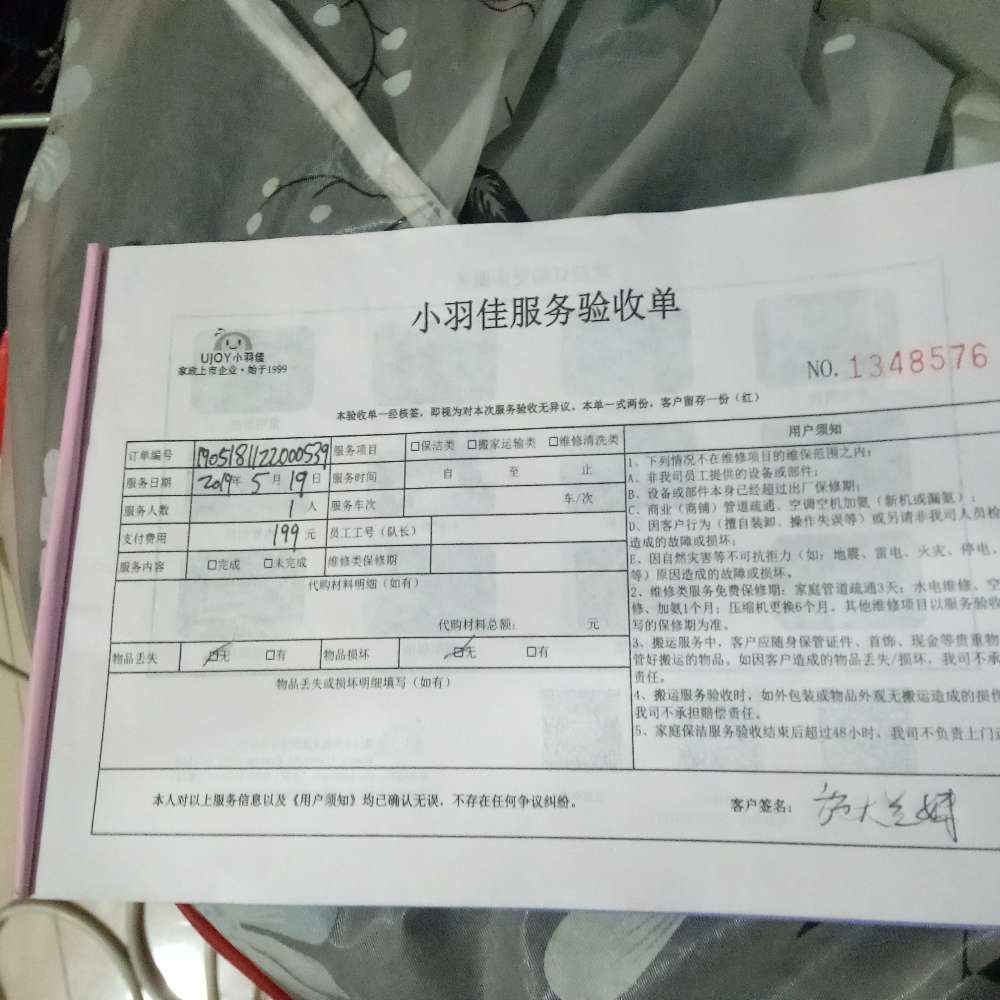 小羽佳服务验收单
UJOY小羽佳
家政上市企业·始于1999
NO. 1348576
本验收单一经核签，即视为对本次服务验收无异议。本单一式两份，客户留存一份（红）
订单编号 190518112200539 服务项目 □保洁类 □搬家运输类 □维修清洗类
服务日期 2019年5月19日 服务时间 自 至 止
服务人数 1人 服务车次 车/次
支付费用 199元 员工工号（队长）
服务内容 □完成 □未完成 维修类保修期
代购材料明细（如有）
代购材料总额： 元
物品丢失 □无 □有 物品损坏 □无 □有
物品丢失或损坏明细填写（如有）
用户须知
1、下列情况不在维修项目的维保范围之内：
A、非我司员工提供的设备或部件；
B、设备或部件本身已经超过出厂保修期；
C、商业（商铺）管道疏通、空调空机加氨（新机或漏氨）；
D、因客户行为（擅自装卸、操作失误等）或另请非我司人员检
造成的故障或损坏；
E、因自然灾害等不可抗拒力（如：地震、雷电、火灾、停电、
等）原因造成的故障或损坏。
2、维修类服务免费保修期：家庭管道疏通3天；水电维修、空
修、加氨1个月；压缩机更换6个月。其他维修项目以服务验收
写的保修期为准。
3、搬运服务中，客户应随身保管证件、首饰、现金等贵重物
管好搬运的物品。如因客户造成的物品丢失/损坏，我司不承
责任。
4、搬运服务验收时，如外包装或物品外观无搬运造成的损伤
我司不承担赔偿责任。
5、家庭保洁服务验收结束后超过48小时，我司不负责上门返
本人对以上服务信息以及《用户须知》均已确认无误，不存在任何争议纠纷。
客户签名：